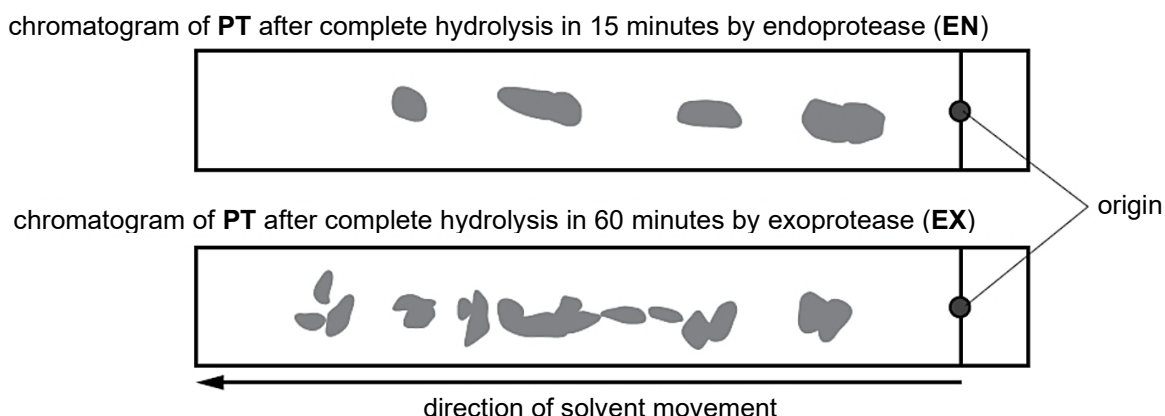 chromatogram of PT after complete hydrolysis in 15 minutes by endoprotease (EN)
chromatogram of PT after complete hydrolysis in 60 minutes by exoprotease (EX)
origin
direction of solvent movement